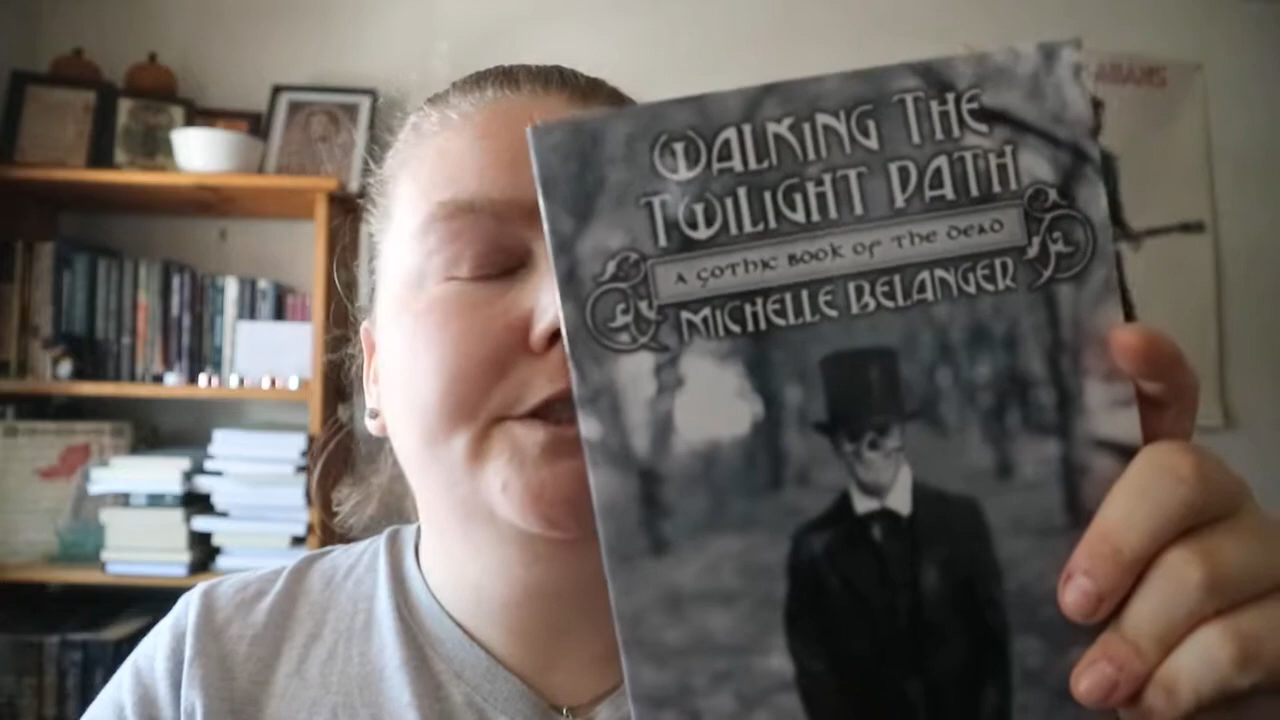 WALKING THE
TWILIGHT PATH
A GOTHIC BOOK OF THE DEAD
MICHELLE BELANGER